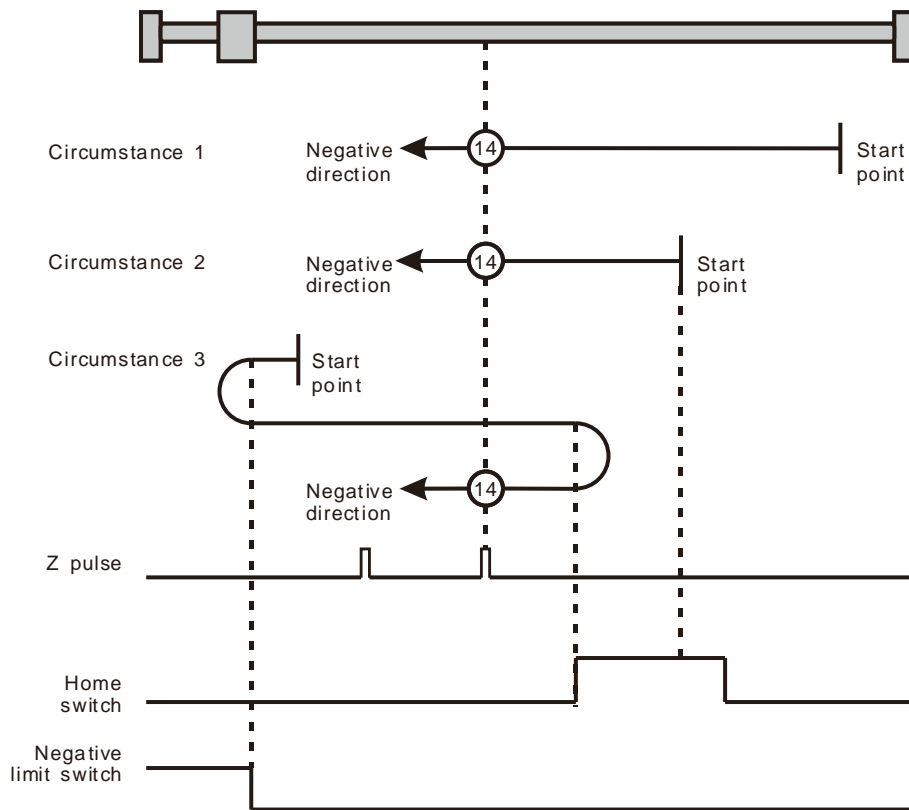 Circumstance 1
Negative
direction
14
Start
point
Circumstance 2
Negative
direction
14
Start
point
Circumstance 3
Start
point
Negative
direction
14
Z pulse
Home
switch
Negative
limit switch